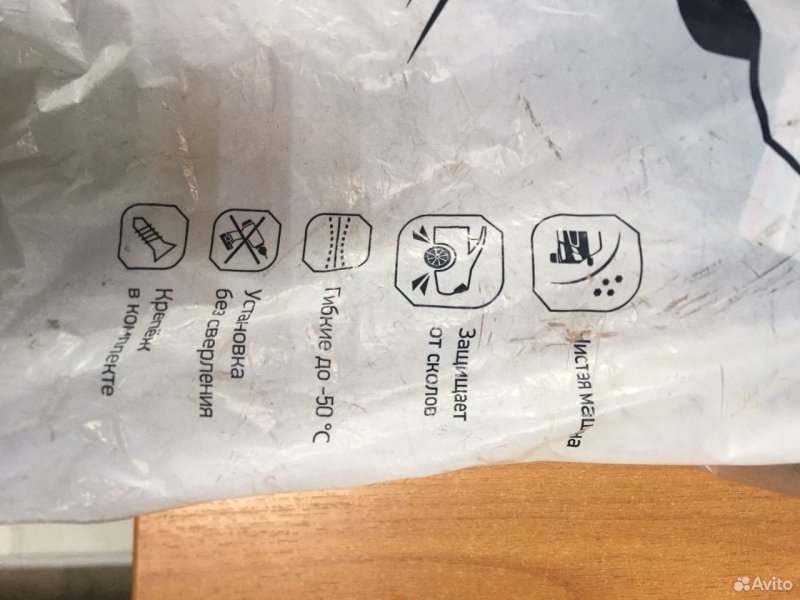 Чистая машина
Защищает
от сколов
Гибкие до -50 °C
Установка
без сверления
Крепёж
в комплекте
Avito